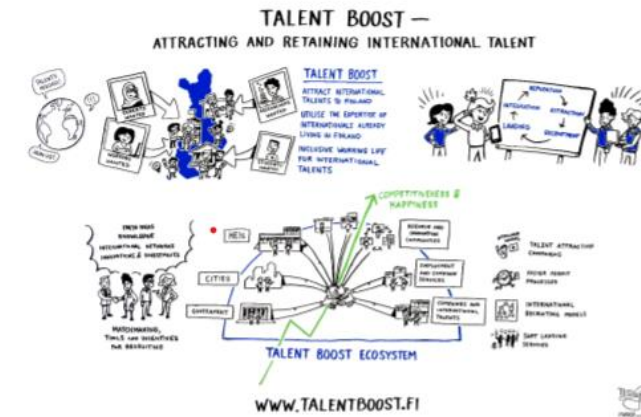 TALENT BOOST —
ATTRACTING AND RETAINING INTERNATIONAL TALENT
TALENTS
WANTED
WANTED
WANTED
WANTED
TALENT BOOST
ATTRACT INTERNATIONAL
TALENTS TO FINLAND
UTILISE THE EXPERTISE OF
INTERNATIONALS ALREADY
LIVING IN FINLAND
INCLUSIVE WORKING LIFE
FOR INTERNATIONAL
TALENTS
REPUTATION
INTEGRATION
ATTRACTION
LANDING
RECRUITMENT
COMPETITIVENESS &
HAPPINESS
FRESH IDEAS
KNOWLEDGE
INTERNATIONAL NETWORKS
INNOVATIONS & INVESTMENTS
MATCHMAKING,
TOOLS AND INCENTIVES
FOR RECRUITING
HEIs
CITIES
GOVERNMENT
RESEARCH AND
INNOVATION
COMMUNITIES
EMPLOYMENT
AND ECONOMIC
SERVICES
COMPANIES AND
INTERNATIONAL
TALENTS
TALENT BOOST ECOSYSTEM
TALENT ATTRACTION
CAMPAIGNS
PERMIT
PROCESSES
INTERNATIONAL
RECRUITING MODELS
SOFT LANDING
SERVICES
WWW.TALENTBOOST.FI